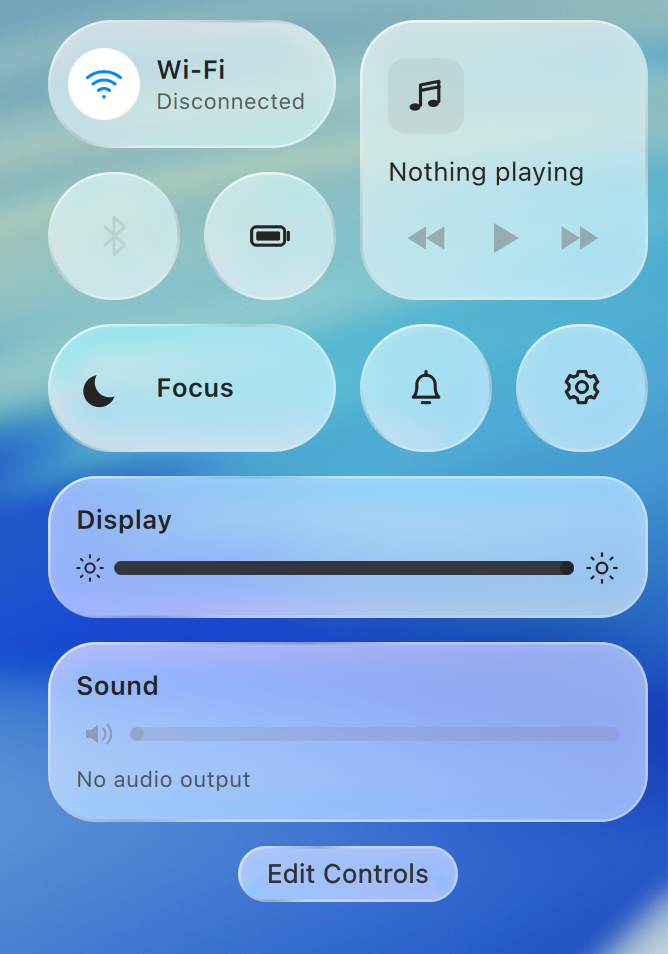 Wi-Fi
Disconnected
Nothing playing
Focus
Display
Sound
No audio output
Edit Controls